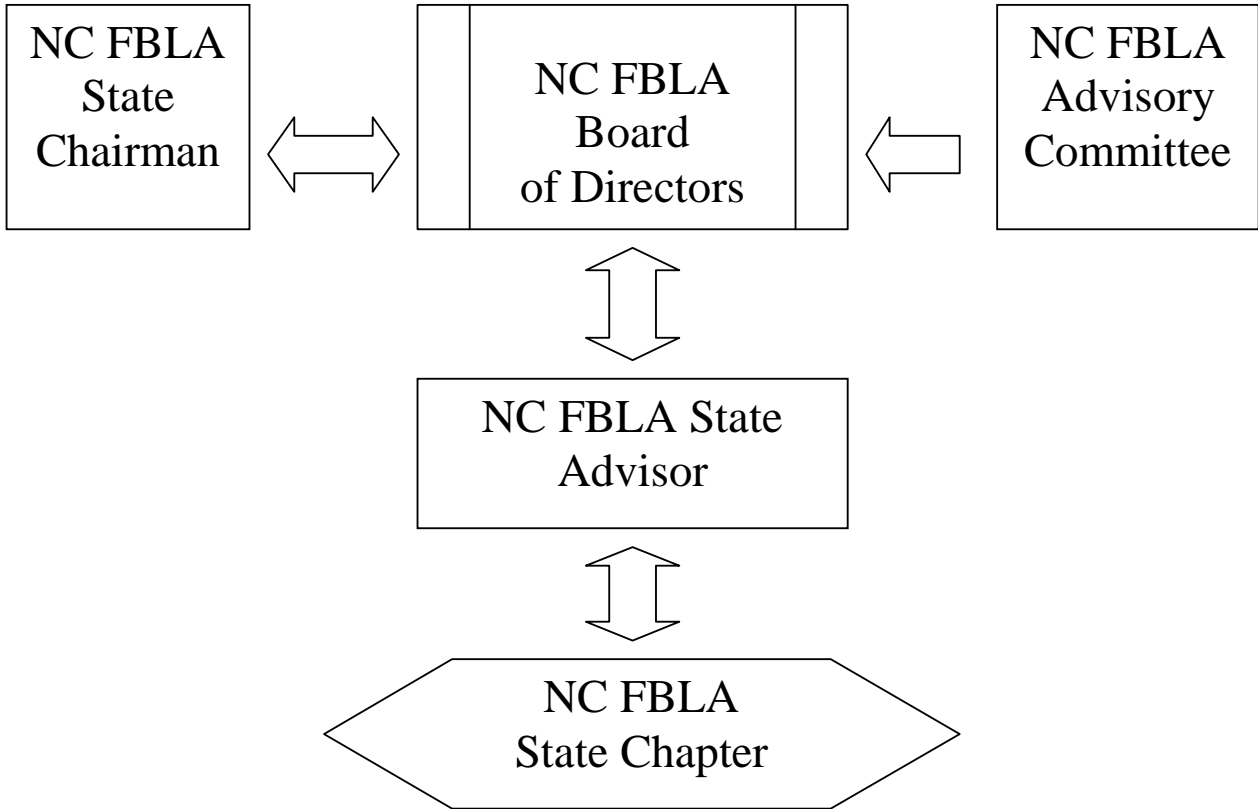 NC FBLA
State
Chairman
NC FBLA
Board
of Directors
NC FBLA
Advisory
Committee
NC FBLA State
Advisor
NC FBLA
State Chapter